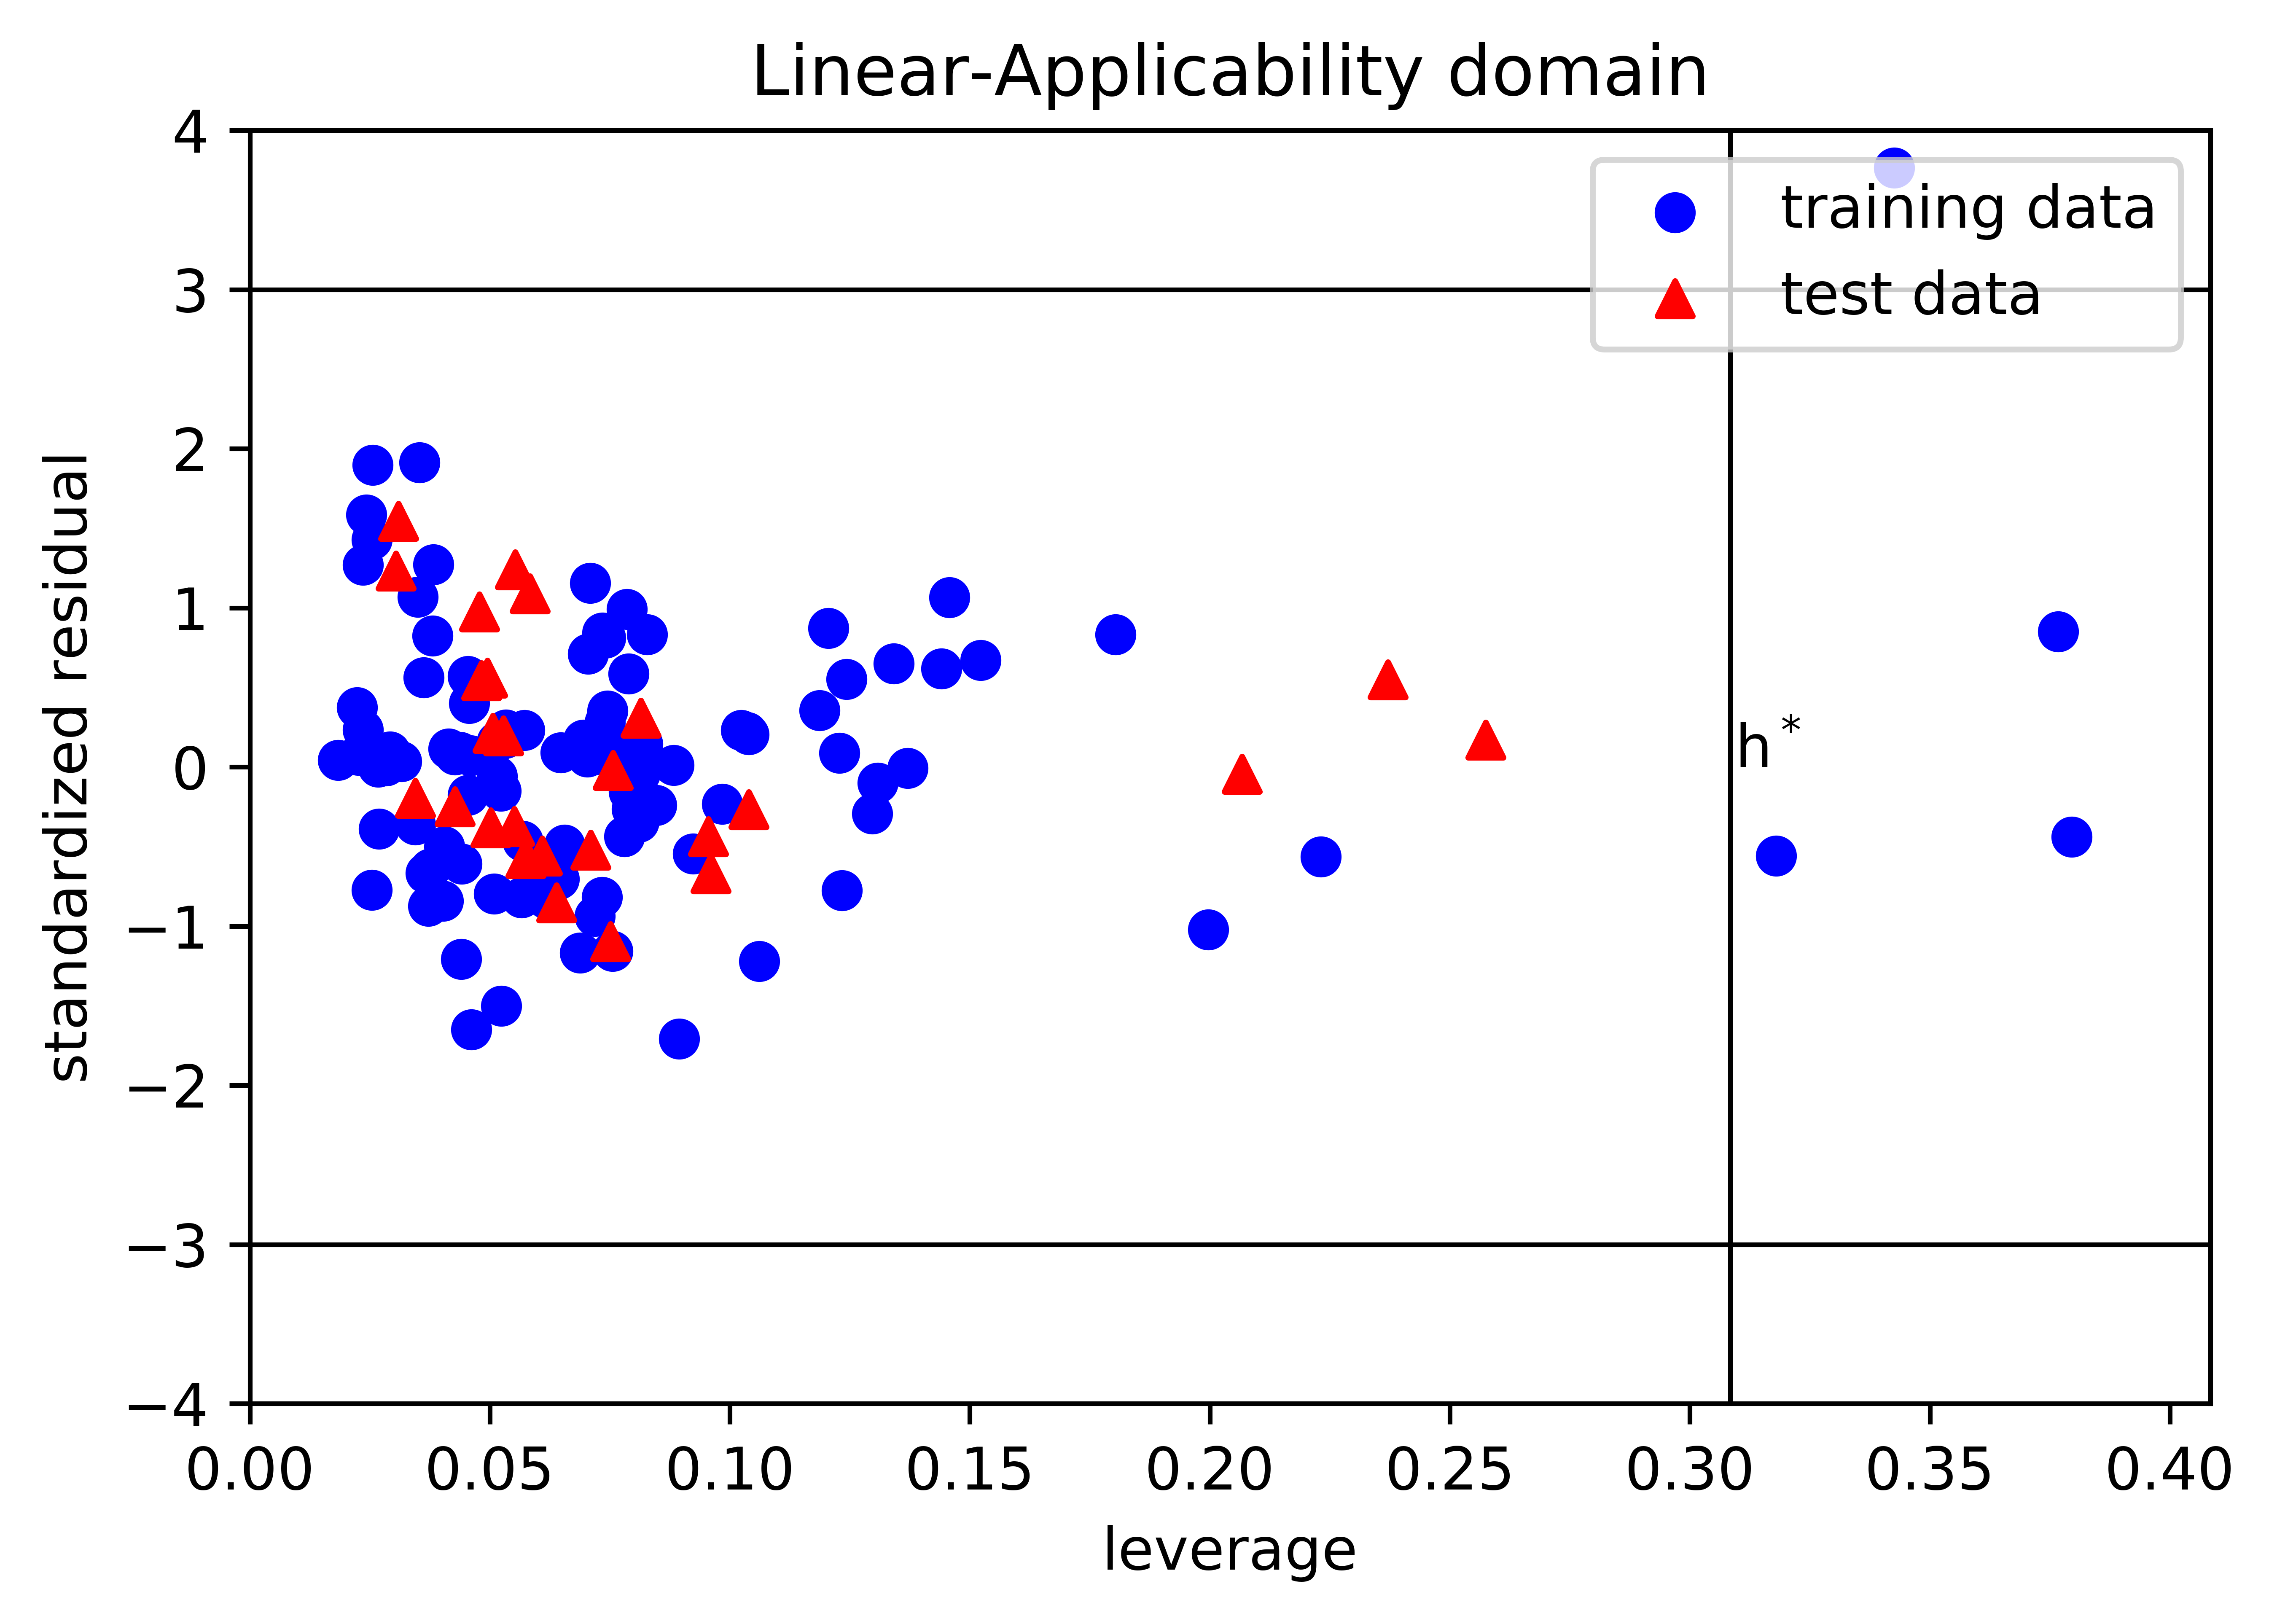 Linear-Applicability domain
4
3
2
1
0
−1
−2
−3
−4
standardized residual
training data
test data
h*
0.00 0.05 0.10 0.15 0.20 0.25 0.30 0.35 0.40
leverage